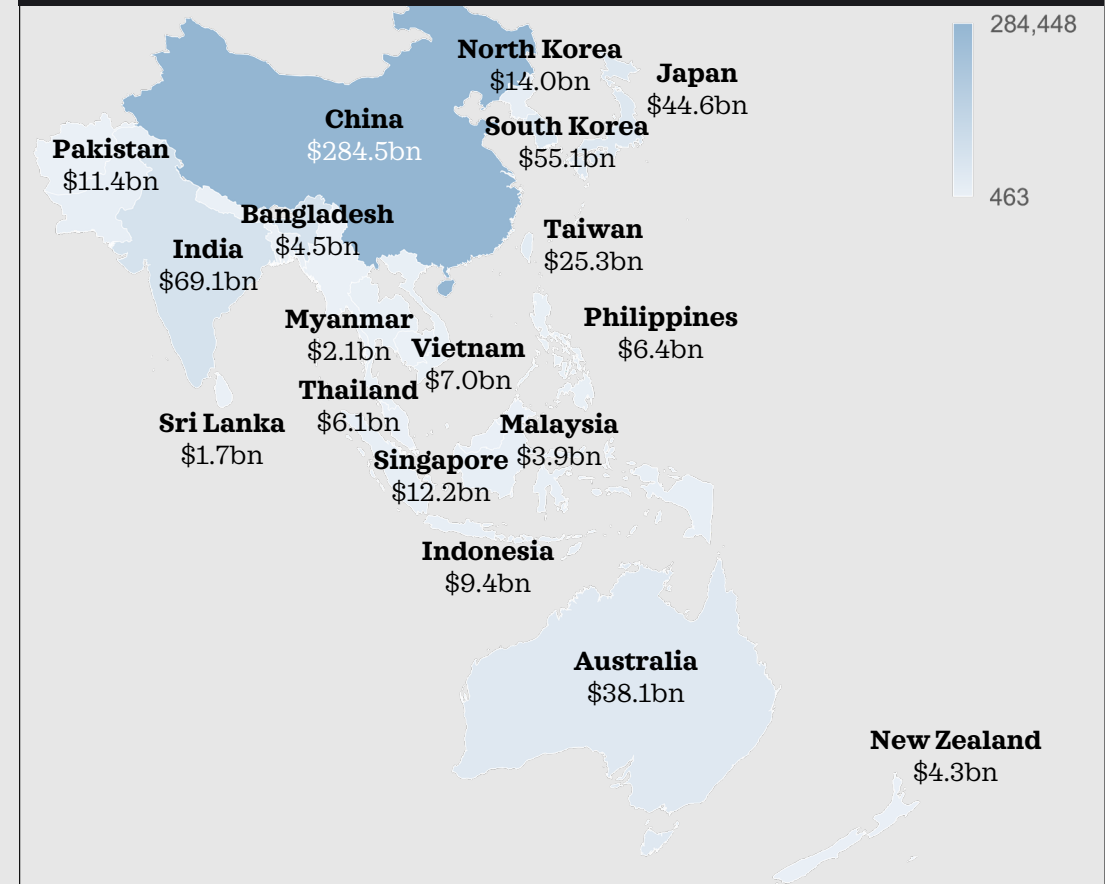 284,448
463
North Korea
$14.0bn
Japan
$44.6bn
China
$284.5bn
South Korea
$55.1bn
Pakistan
$11.4bn
Bangladesh
$4.5bn
India
$69.1bn
Taiwan
$25.3bn
Myanmar
$2.1bn
Philippines
$6.4bn
Vietnam
$7.0bn
Thailand
$6.1bn
Sri Lanka
$1.7bn
Malaysia
$3.9bn
Singapore
$12.2bn
Indonesia
$9.4bn
Australia
$38.1bn
New Zealand
$4.3bn